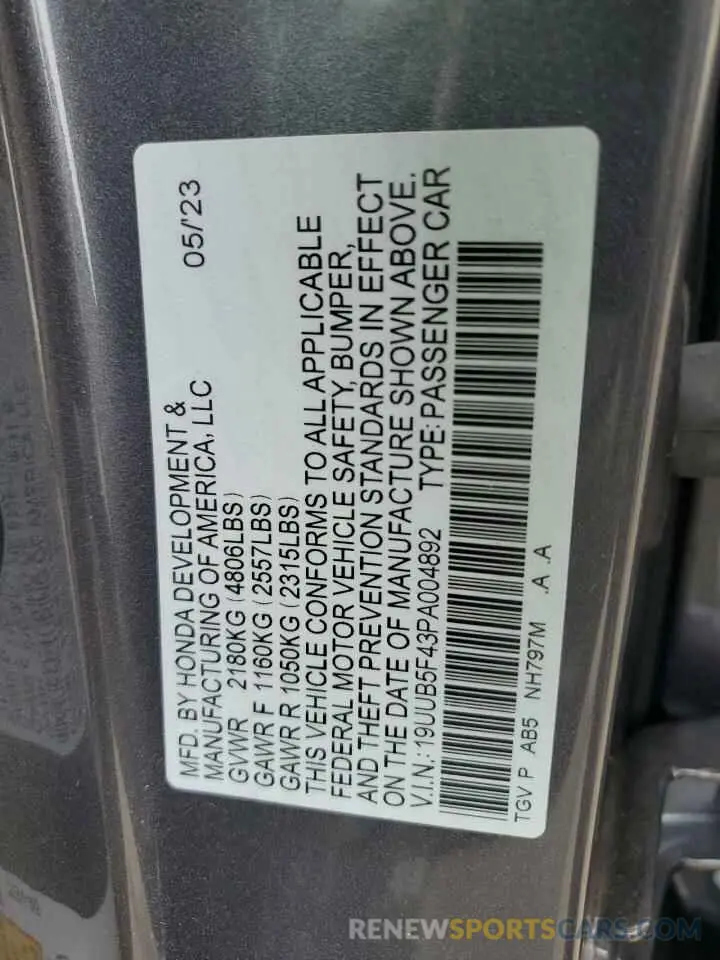 MFD. BY HONDA DEVELOPMENT & 05/'23
MANUFACTURING OF AMERICA, LLC
GVWR 2180KG (4806LBS)
GAWR F 1160KG (2557LBS)
GAWR R 1050KG (2315LBS)
THIS VEHICLE CONFORMS TO ALL APPLICABLE
FEDERAL MOTOR VEHICLE SAFETY, BUMPER,
AND THEFT PREVENTION STANDARDS IN EFFECT
ON THE DATE OF MANUFACTURE SHOWN ABOVE.
V.I.N.:19UUB5F43PA004892 TYPE:PASSENGER CAR
TGV P AB5 NH797M .A .A
RENEWSPORTSCARS.COM